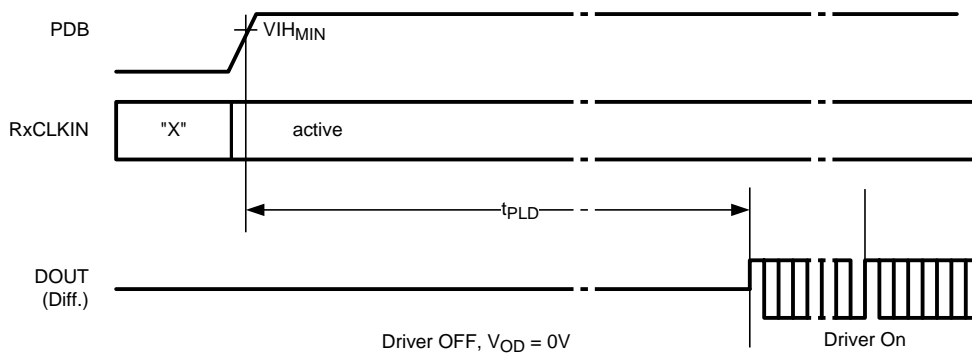 PDB
VIHMIN
RxCLKIN
"X"
active
tPLD
DOUT
(Diff.)
Driver OFF, VOD = 0V
Driver On